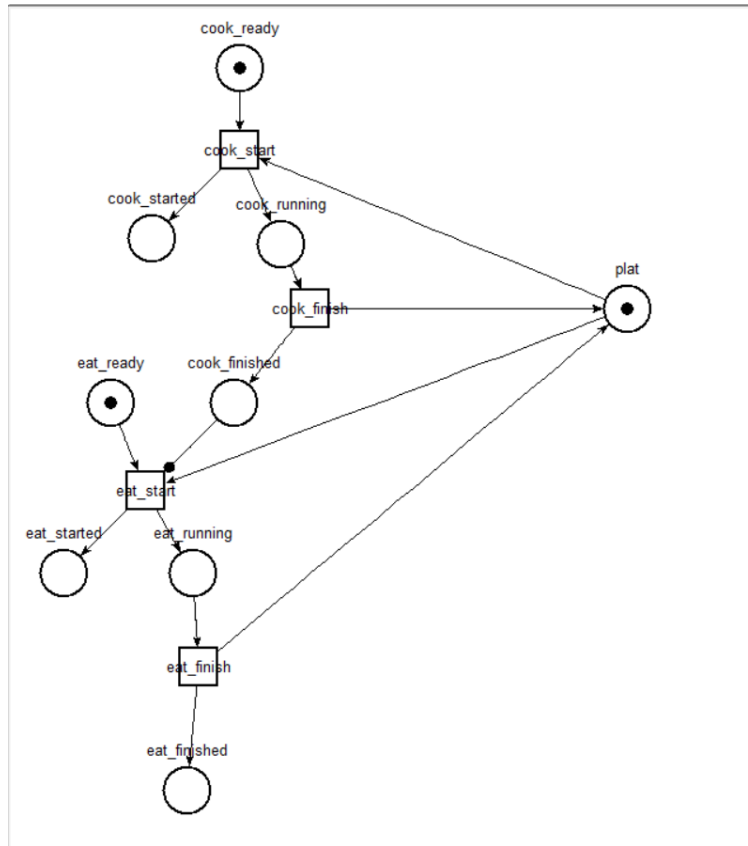 cook_ready
cook_start
cook_started
cook_running
plat
cook_finish
eat_ready
cook_finished
eat_start
eat_started
eat_running
eat_finish
eat_finished